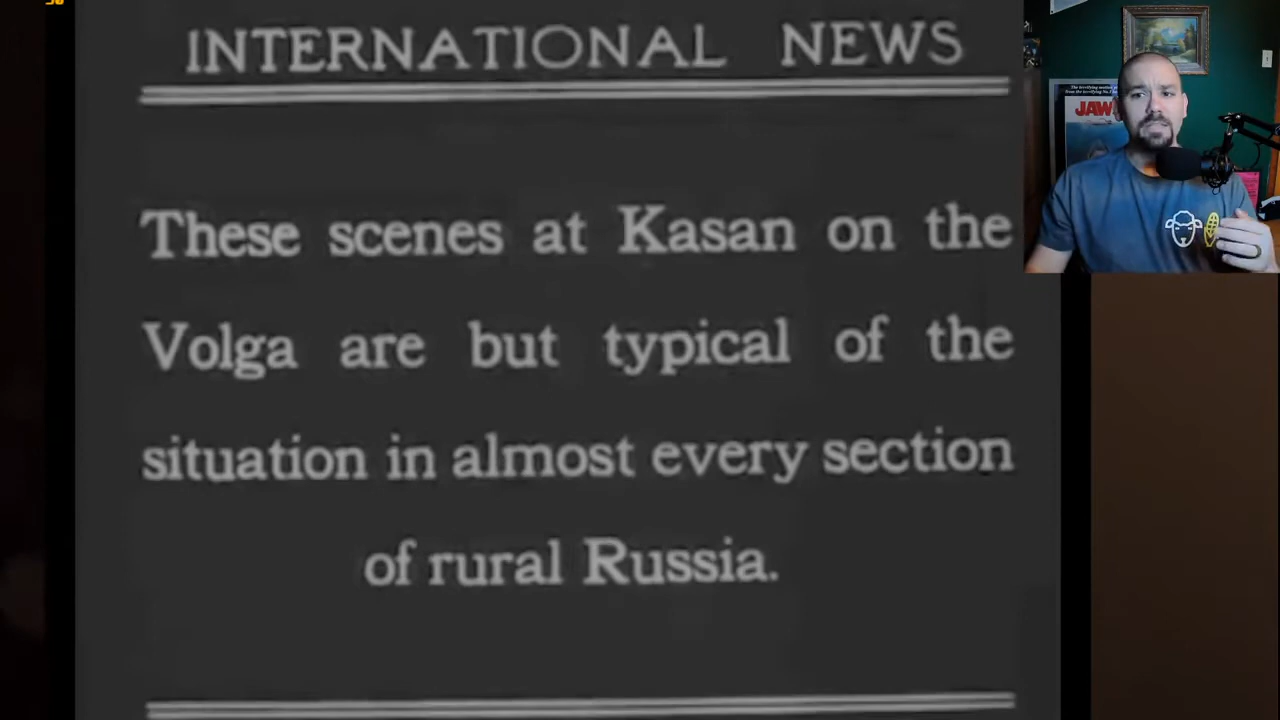 INTERNATIONAL NEWS
These scenes at Kasan on the
Volga are but typical of the
situation in almost every section
of rural Russia.
JAW